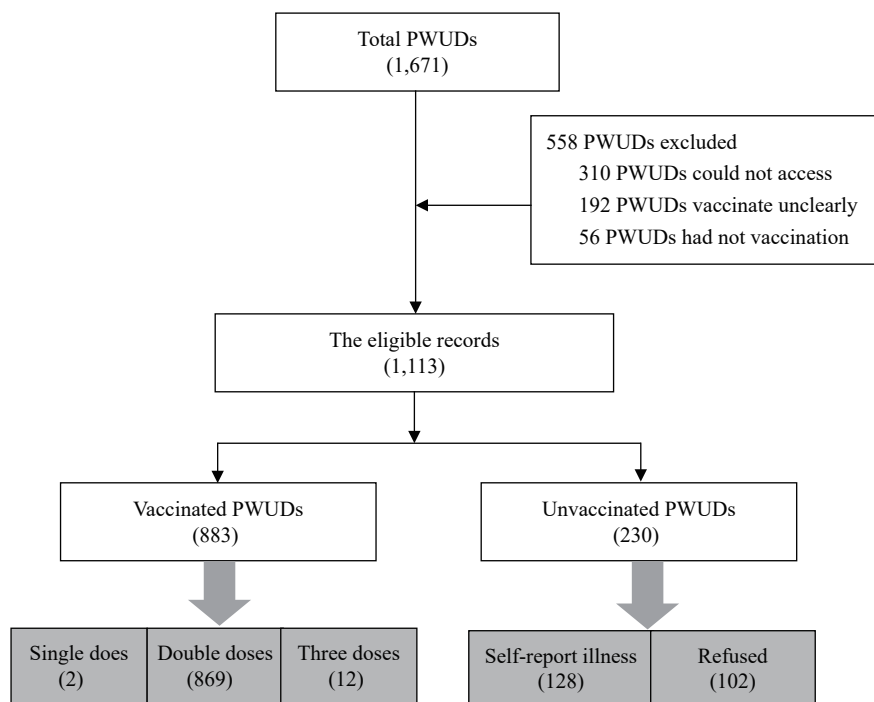 Total PWUDs
(1,671)
558 PWUDs excluded
310 PWUDs could not access
192 PWUDs vaccinate unclearly
56 PWUDs had not vaccination
The eligible records
(1,113)
Vaccinated PWUDs
(883)
Unvaccinated PWUDs
(230)
Single does
(2)
Double doses
(869)
Three doses
(12)
Self-report illness
(128)
Refused
(102)